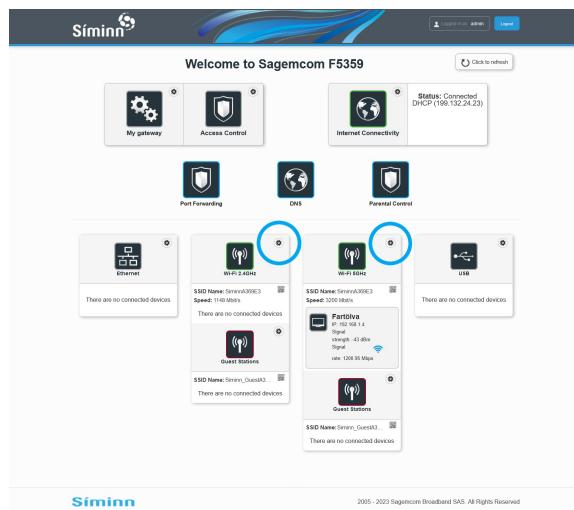 Síminn
Logged in as admin
Logout
Welcome to Sagemcom F5359
Click to refresh
My gateway
Access Control
Internet Connectivity
Status: Connected
DHCP (199.132.24.23)
Port Forwarding
DNS
Parental Control
Ethernet
There are no connected devices
Wi-Fi 2.4GHz
SSID Name: SiminnA369E3
Speed: 1148 Mbit/s
There are no connected devices
Guest Stations
SSID Name: Siminn_GuestA3...
There are no connected devices
Wi-Fi 5GHz
SSID Name: SiminnA369E3
Speed: 3200 Mbit/s
Fartölva
IP: 192.168.1.4
Signal
strength: -43 dBm
Signal
rate: 1200.95 Mbps
Guest Stations
SSID Name: Siminn_GuestA3...
There are no connected devices
USB
There are no connected devices
Síminn
2005 - 2023 Sagemcom Broadband SAS. All Rights Reserved